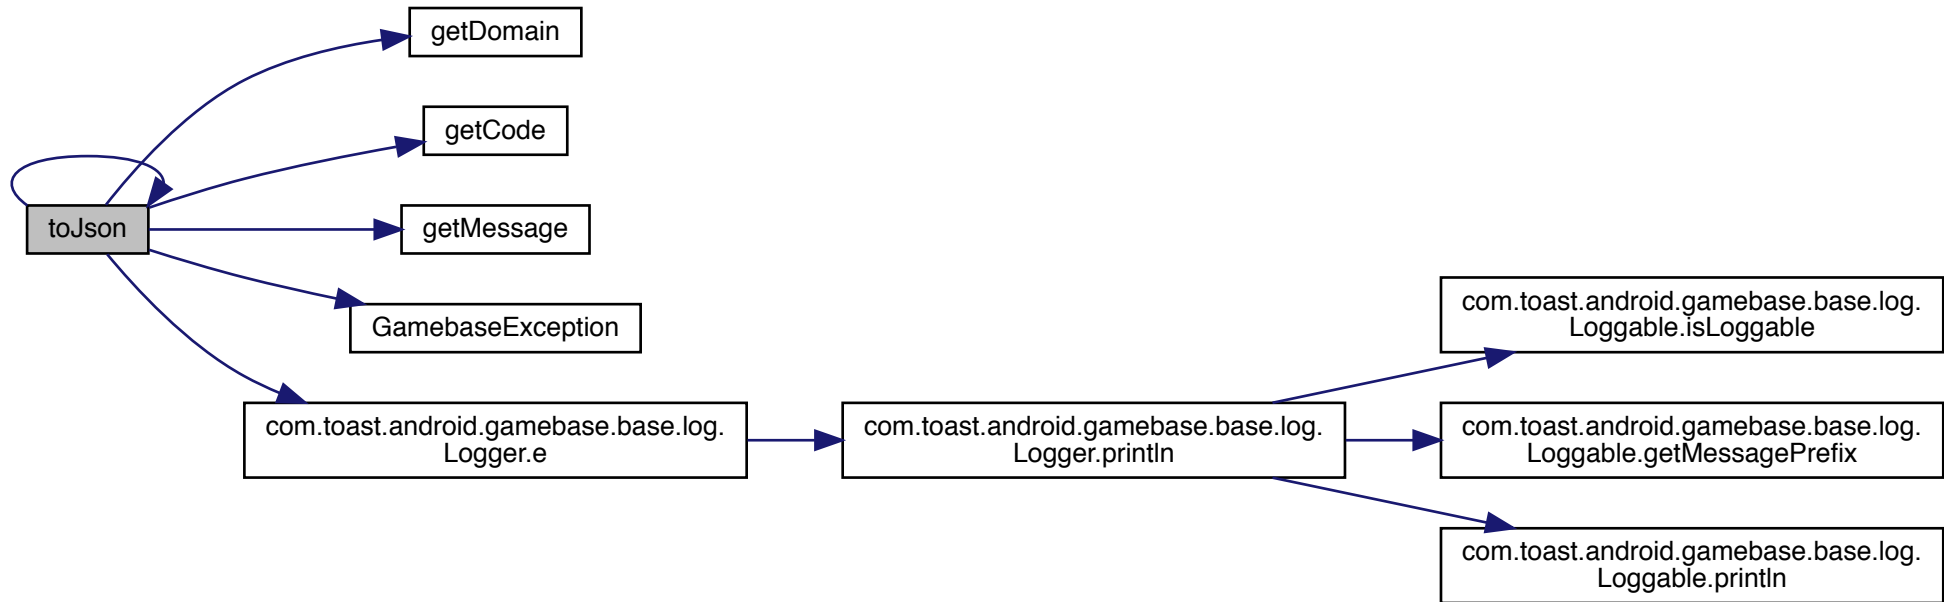 getDomain
getCode
toJson
getMessage
GamebaseException
com.toast.android.gamebase.base.log.
Logger.e
com.toast.android.gamebase.base.log.
Logger.println
com.toast.android.gamebase.base.log.
Loggable.isLoggable
com.toast.android.gamebase.base.log.
Loggable.getMessagePrefix
com.toast.android.gamebase.base.log.
Loggable.println